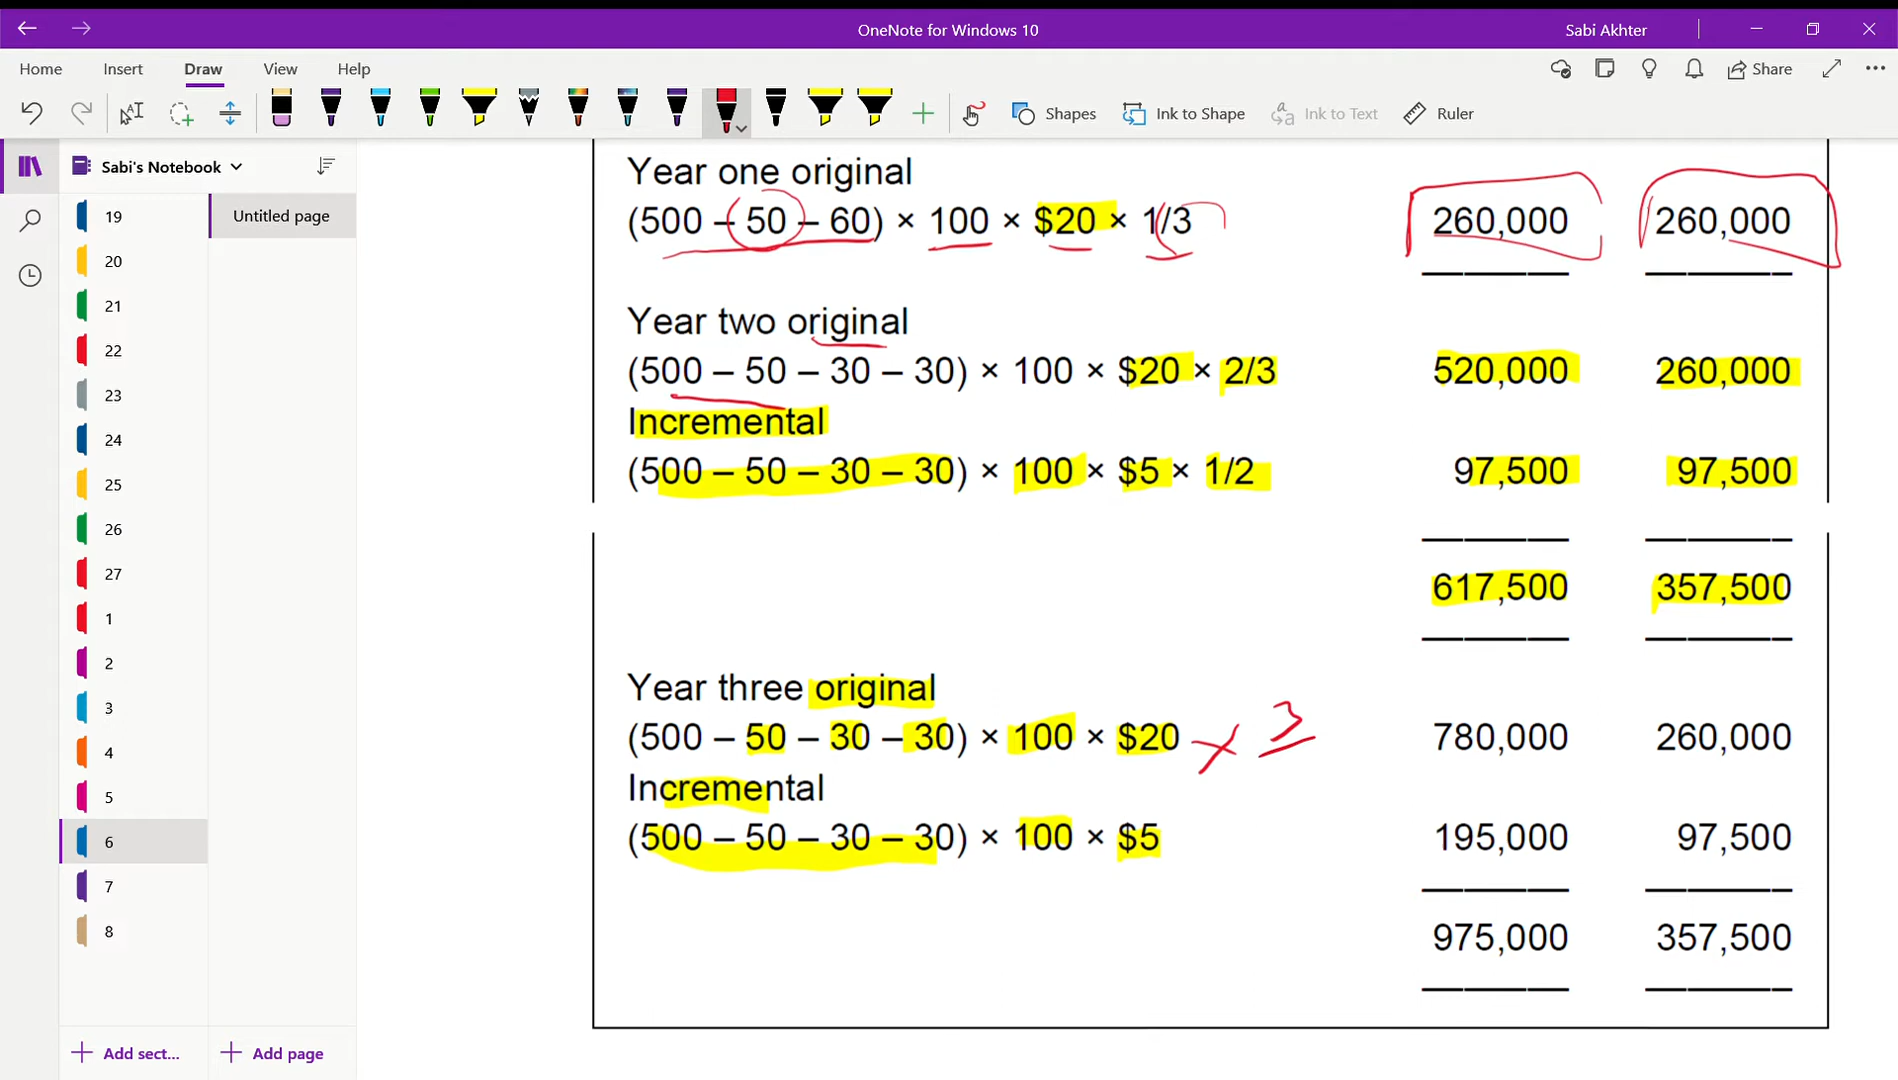 OneNote for Windows 10
Sabi Akhter
Home Insert Draw View Help
Share
Shapes Ink to Shape Ink to Text Ruler
Sabi's Notebook
Untitled page
19
20
21
22
23
24
25
26
27
1
2
3
4
5
6
7
8
Add sect...
Add page
Year one original
(500 – 50 – 60) × 100 × $20 × 1/3 260,000 260,000
Year two original
(500 – 50 – 30 – 30) × 100 × $20 × 2/3 520,000 260,000
Incremental
(500 – 50 – 30 – 30) × 100 × $5 × 1/2 97,500 97,500
617,500 357,500
Year three original
(500 – 50 – 30 – 30) × 100 × $20 × 3 780,000 260,000
Incremental
(500 – 50 – 30 – 30) × 100 × $5 195,000 97,500
975,000 357,500